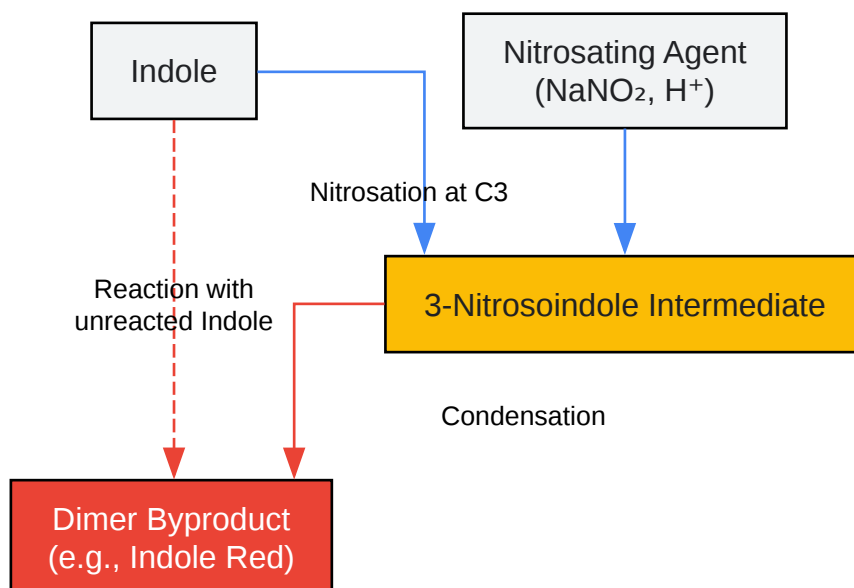 Indole
Nitrosating Agent
(NaNO₂, H⁺)
Nitrosation at C3
Reaction with
unreacted Indole
3-Nitrosoindole Intermediate
Condensation
Dimer Byproduct
(e.g., Indole Red)